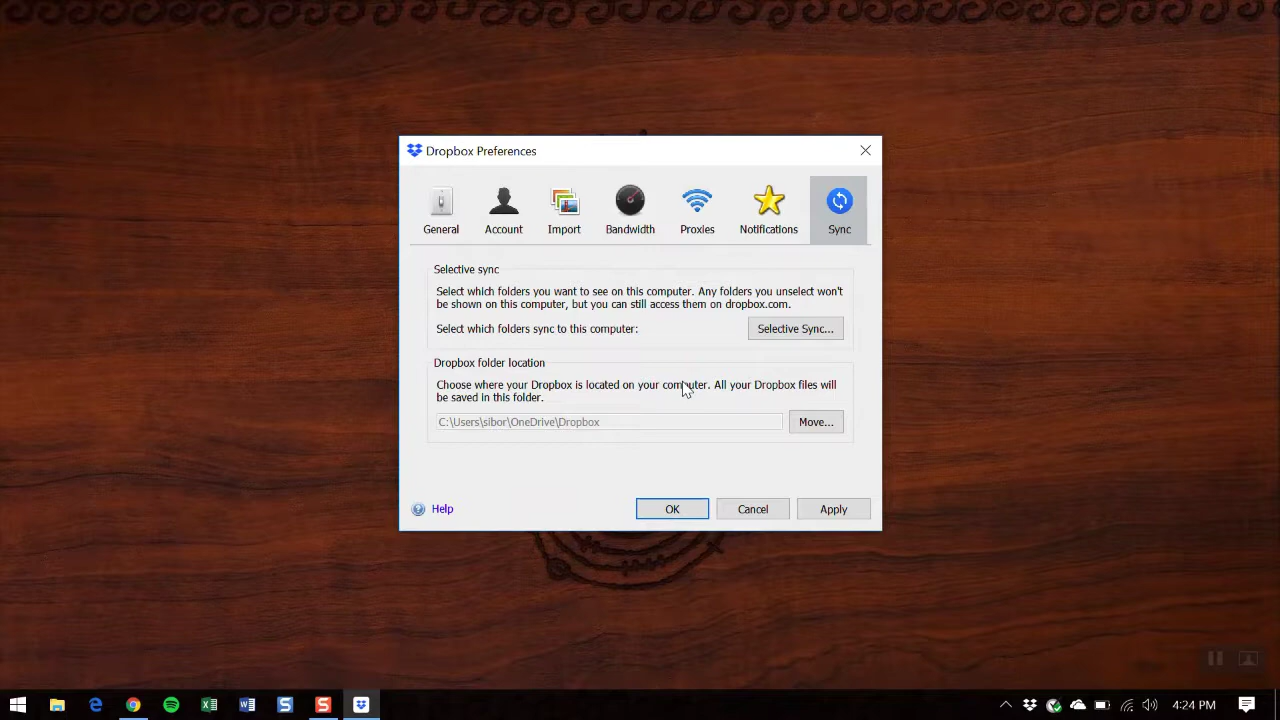 Dropbox Preferences
General Account Import Bandwidth Proxies Notifications Sync
Selective sync
Select which folders you want to see on this computer. Any folders you unselect won't
be shown on this computer, but you can still access them on dropbox.com.
Select which folders sync to this computer: Selective Sync...
Dropbox folder location
Choose where your Dropbox is located on your computer. All your Dropbox files will
be saved in this folder.
C:\Users\sibor\OneDrive\Dropbox Move...
Help OK Cancel Apply
4:24 PM